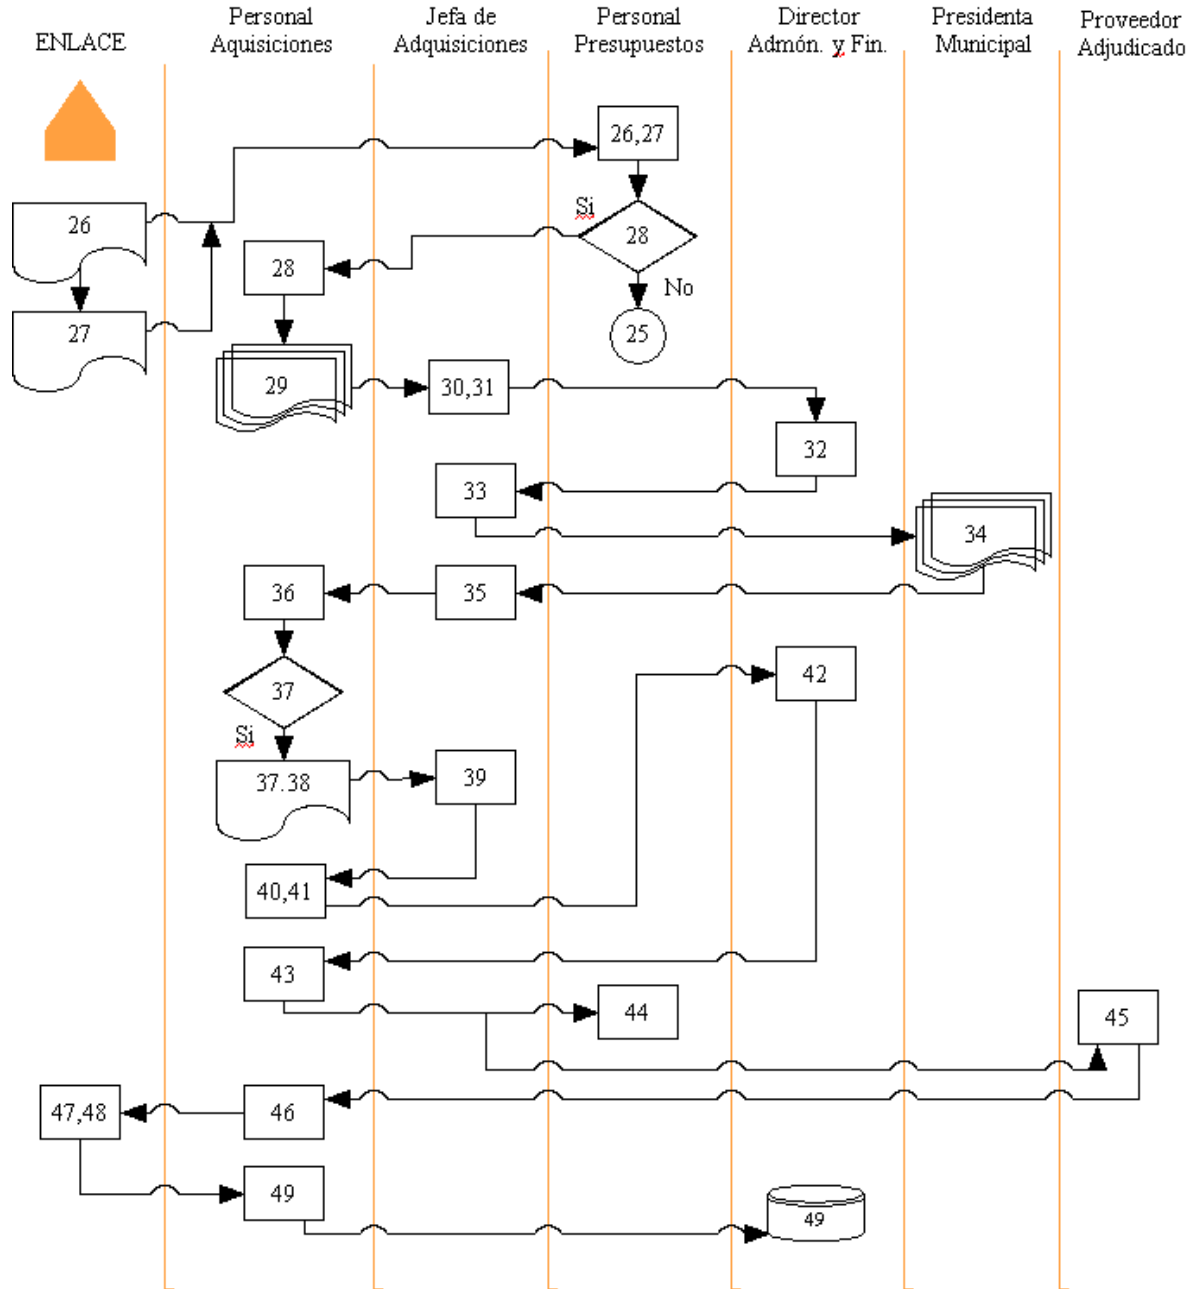 ENLACE
Personal
Aquisiciones
Jefa de
Adquisiciones
Personal
Presupuestos
Director
Admón. y Fin.
Presidenta
Municipal
Proveedor
Adjudicado
26,27
26
Si
28
28
No
27
25
29
30,31
32
33
34
36
35
37
42
Si
37.38
39
40,41
43
44
45
47,48
46
49
49